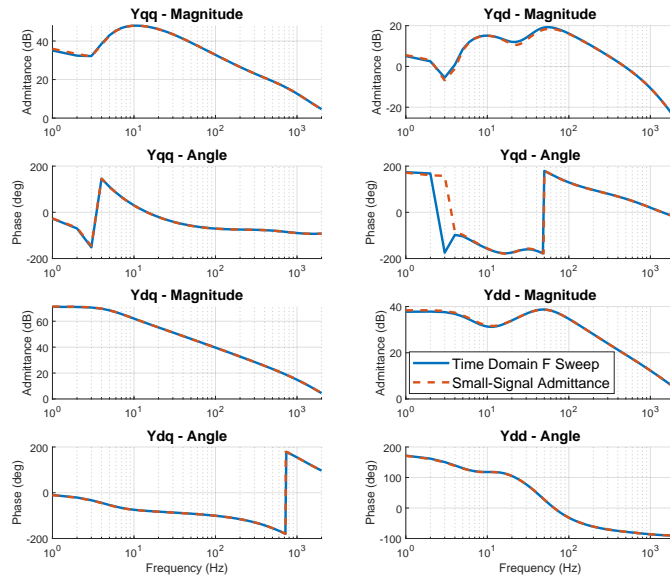 Yqq - Magnitude
Admittance (dB)
40
20
0
10^0
10^1
10^2
10^3
Yqd - Magnitude
Admittance (dB)
20
0
-20
10^0
10^1
10^2
10^3
Yqq - Angle
Phase (deg)
200
0
-200
10^0
10^1
10^2
10^3
Yqd - Angle
Phase (deg)
200
0
-200
10^0
10^1
10^2
10^3
Ydq - Magnitude
Admittance (dB)
60
40
20
0
10^0
10^1
10^2
10^3
Ydd - Magnitude
Admittance (dB)
40
20
0
Time Domain F Sweep
Small-Signal Admittance
10^0
10^1
10^2
10^3
Ydq - Angle
Phase (deg)
200
0
-200
10^0
10^1
10^2
10^3
Frequency (Hz)
Ydd - Angle
Phase (deg)
200
100
0
-100
10^0
10^1
10^2
10^3
Frequency (Hz)